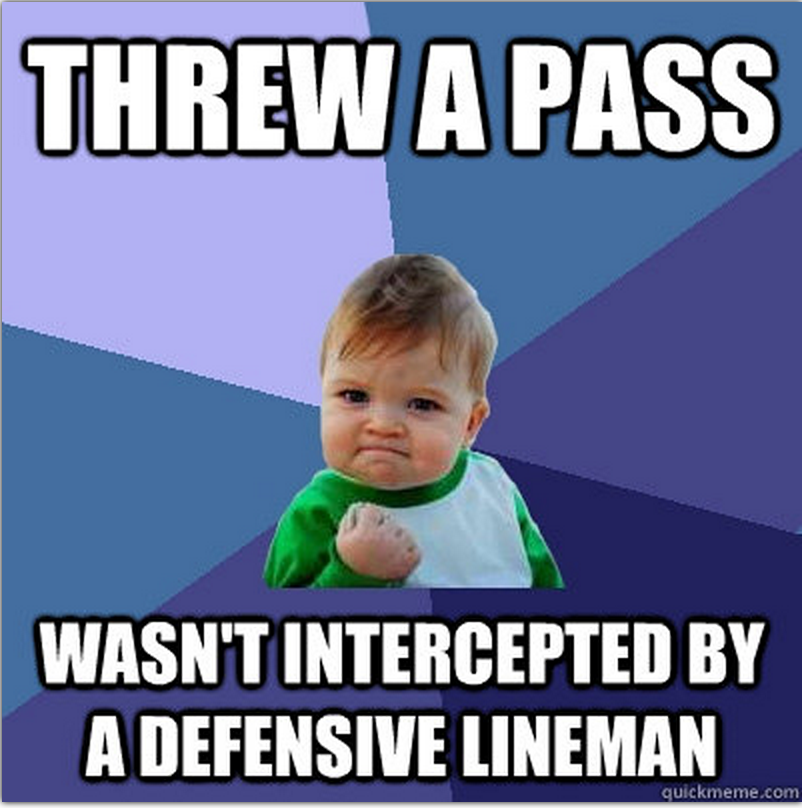 THREW A PASS
WASN'T INTERCEPTED BY
A DEFENSIVE LINEMAN
quickmeme.com